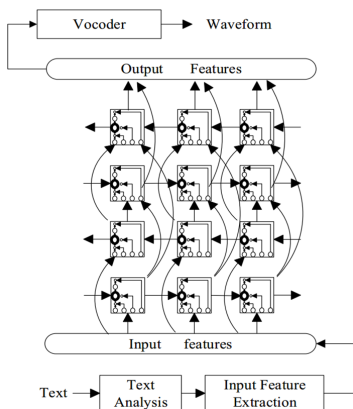 Vocoder
Waveform
Output Features
Input features
Text
Text
Analysis
Input Feature
Extraction